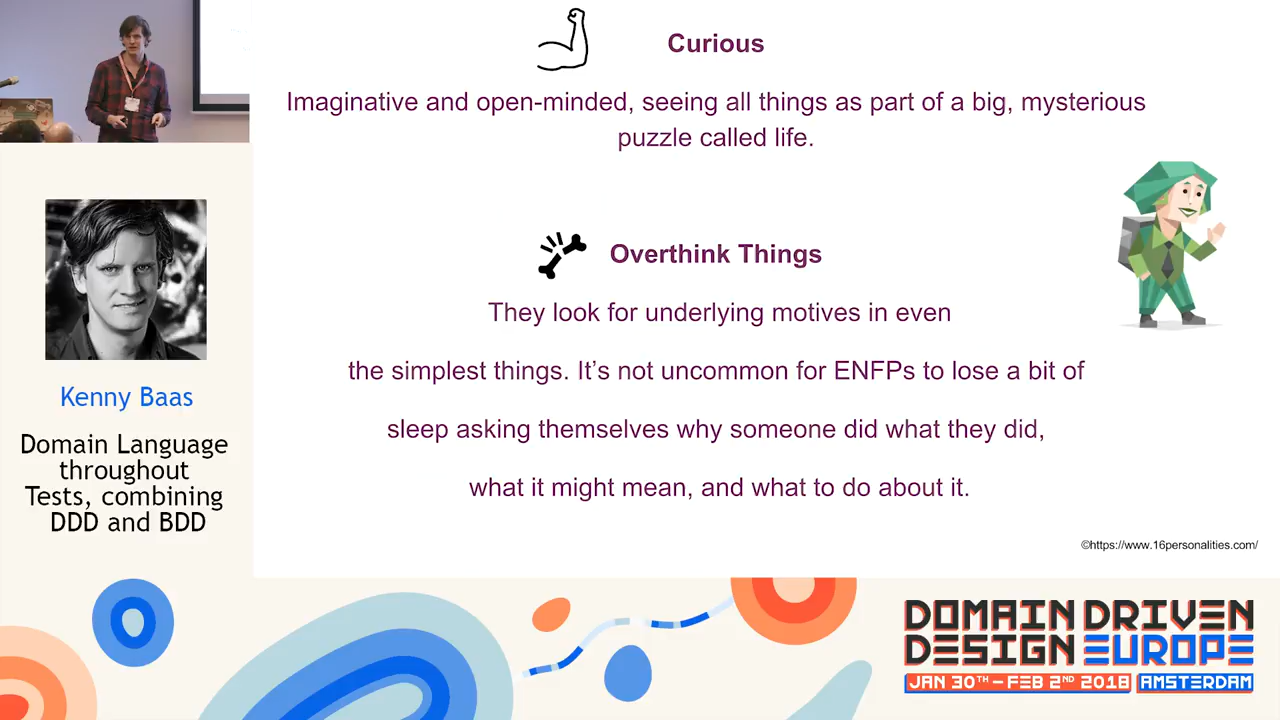 Curious
Imaginative and open-minded, seeing all things as part of a big, mysterious
puzzle called life.
Overthink Things
They look for underlying motives in even
the simplest things. It’s not uncommon for ENFPs to lose a bit of
sleep asking themselves why someone did what they did,
what it might mean, and what to do about it.
©https://www.16personalities.com/
Kenny Baas
Domain Language
throughout
Tests, combining
DDD and BDD
DOMAIN DRIVEN
DESIGN EUROPE
JAN 30TH – FEB 2ND 2018 AMSTERDAM